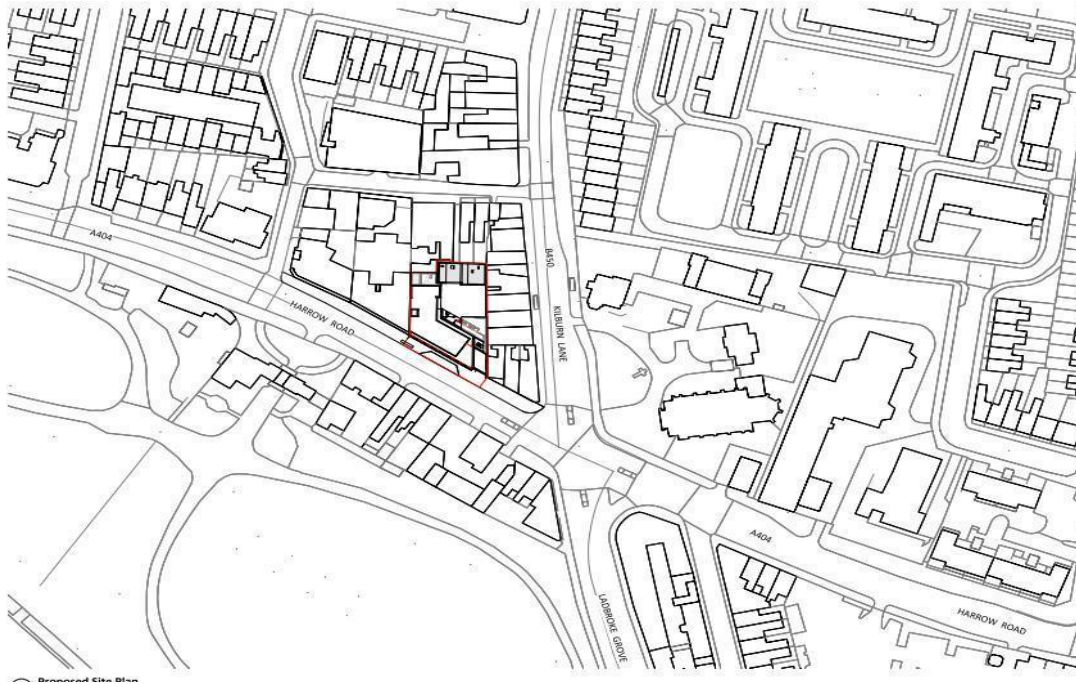 A404
HARROW ROAD
B450
KILBURN LANE
LADBROKE GROVE
A404
HARROW ROAD
Proposed Site Plan